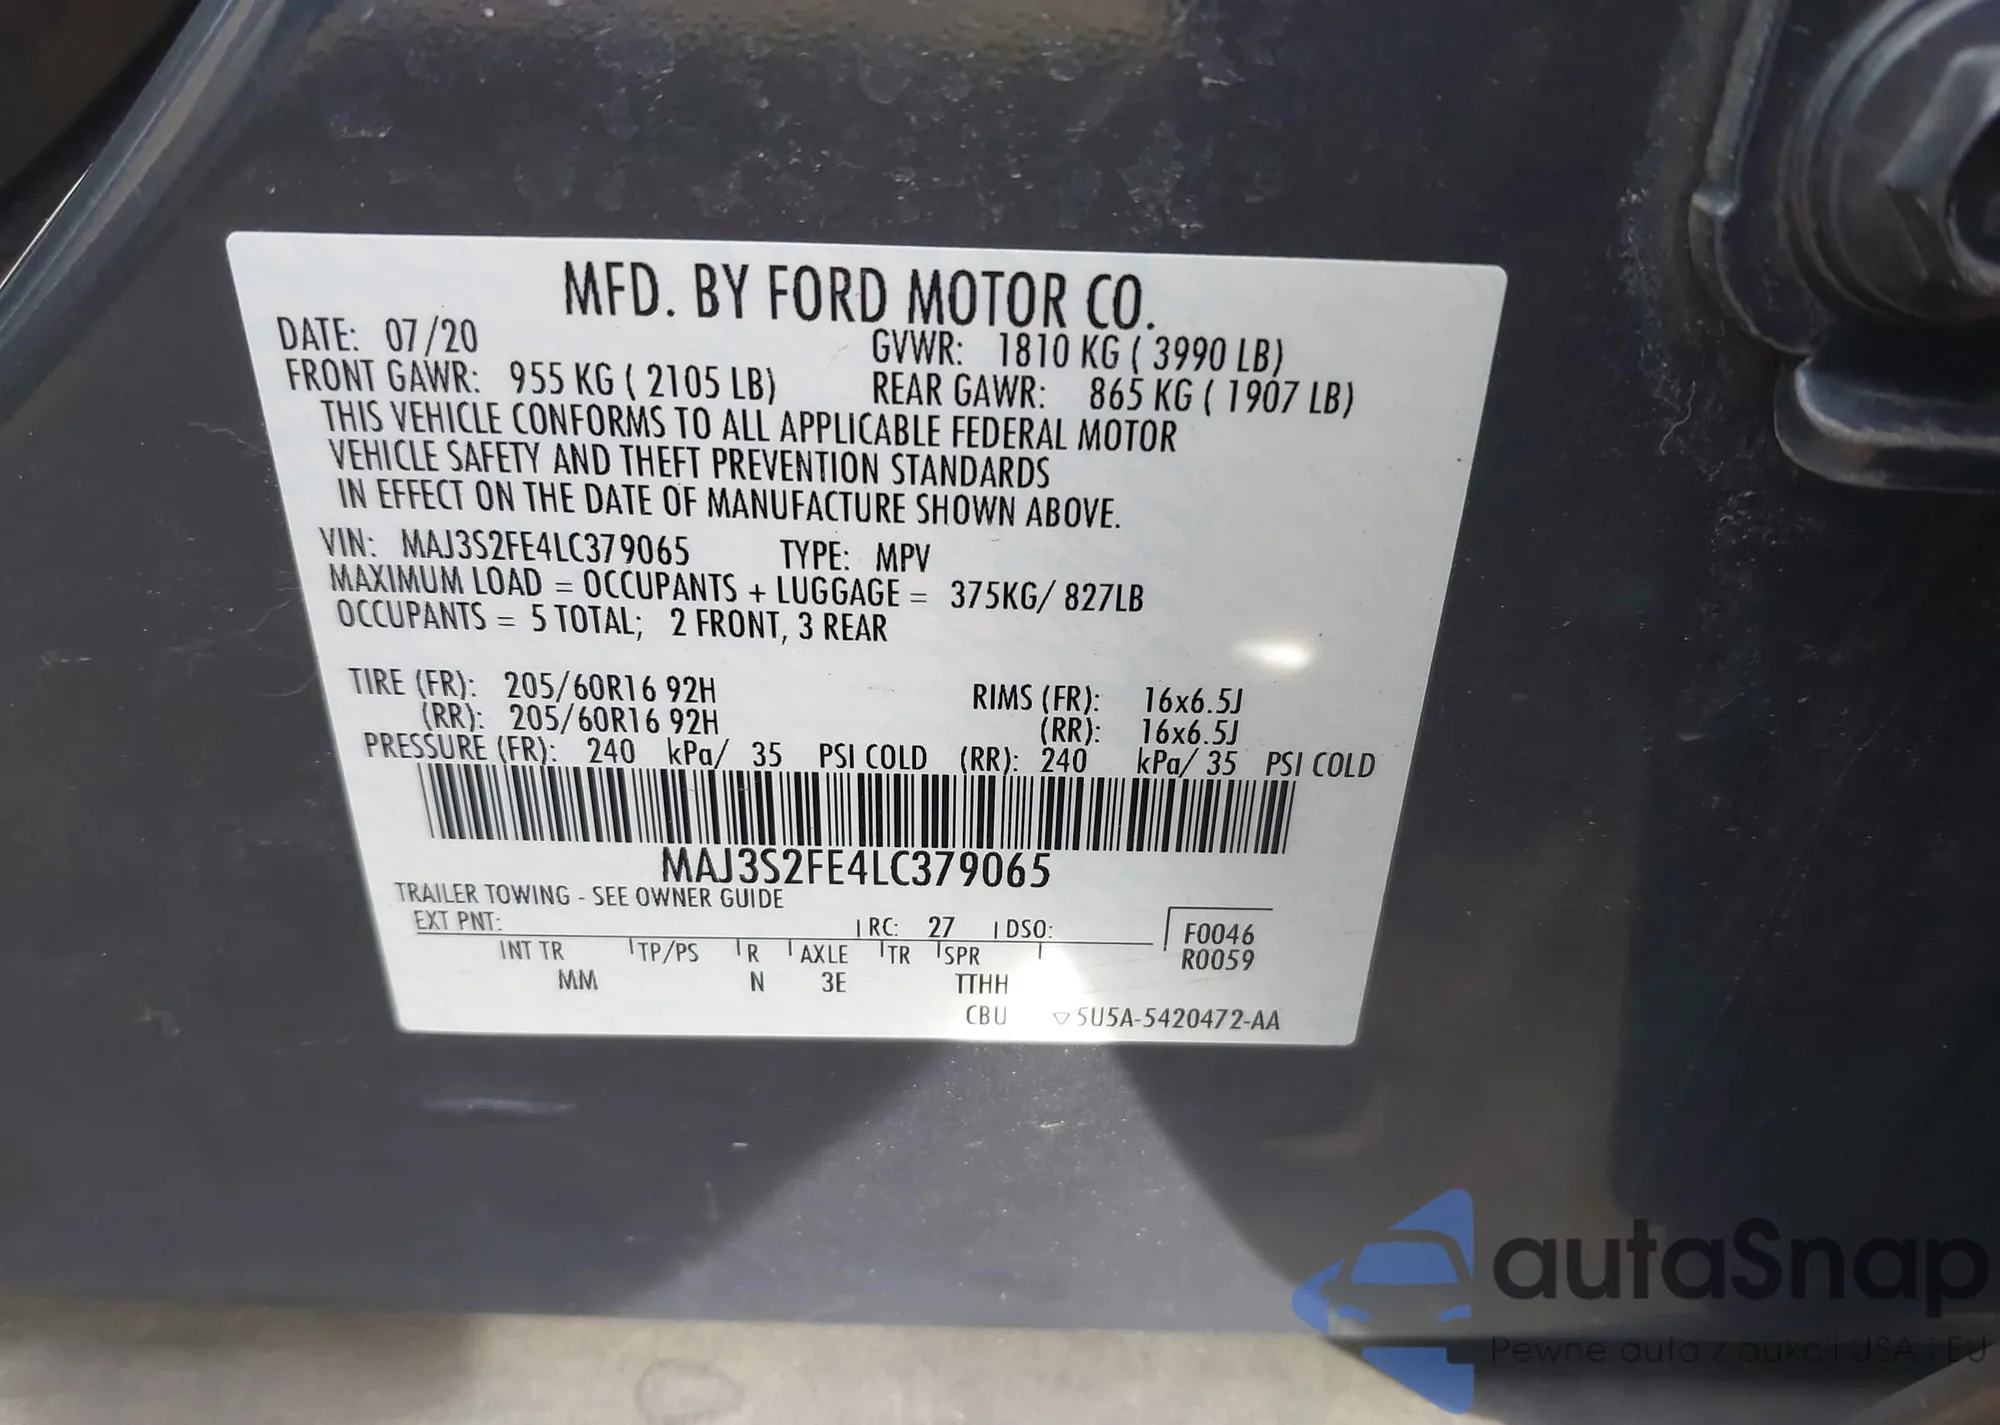 MFD. BY FORD MOTOR CO.
DATE: 07/20
GVWR: 1810 KG ( 3990 LB)
FRONT GAWR: 955 KG ( 2105 LB)
REAR GAWR: 865 KG ( 1907 LB)
THIS VEHICLE CONFORMS TO ALL APPLICABLE FEDERAL MOTOR
VEHICLE SAFETY AND THEFT PREVENTION STANDARDS
IN EFFECT ON THE DATE OF MANUFACTURE SHOWN ABOVE.
VIN: MAJ3S2FE4LC379065 TYPE: MPV
MAXIMUM LOAD = OCCUPANTS + LUGGAGE = 375KG/ 827LB
OCCUPANTS = 5 TOTAL; 2 FRONT, 3 REAR
TIRE (FR): 205/60R16 92H RIMS (FR): 16x6.5J
(RR): 205/60R16 92H (RR): 16x6.5J
PRESSURE (FR): 240 kPa/ 35 PSI COLD (RR): 240 kPa/ 35 PSI COLD
MAJ3S2FE4LC379065
TRAILER TOWING - SEE OWNER GUIDE
EXT PNT: RC: 27 DSO: F0046
INT TR TP/PS R AXLE TR SPR R0059
MM N 3E TTHH
CBU ▽5U5A-5420472-AA
autaSnap
Pewne auta z aukcji USA i EU